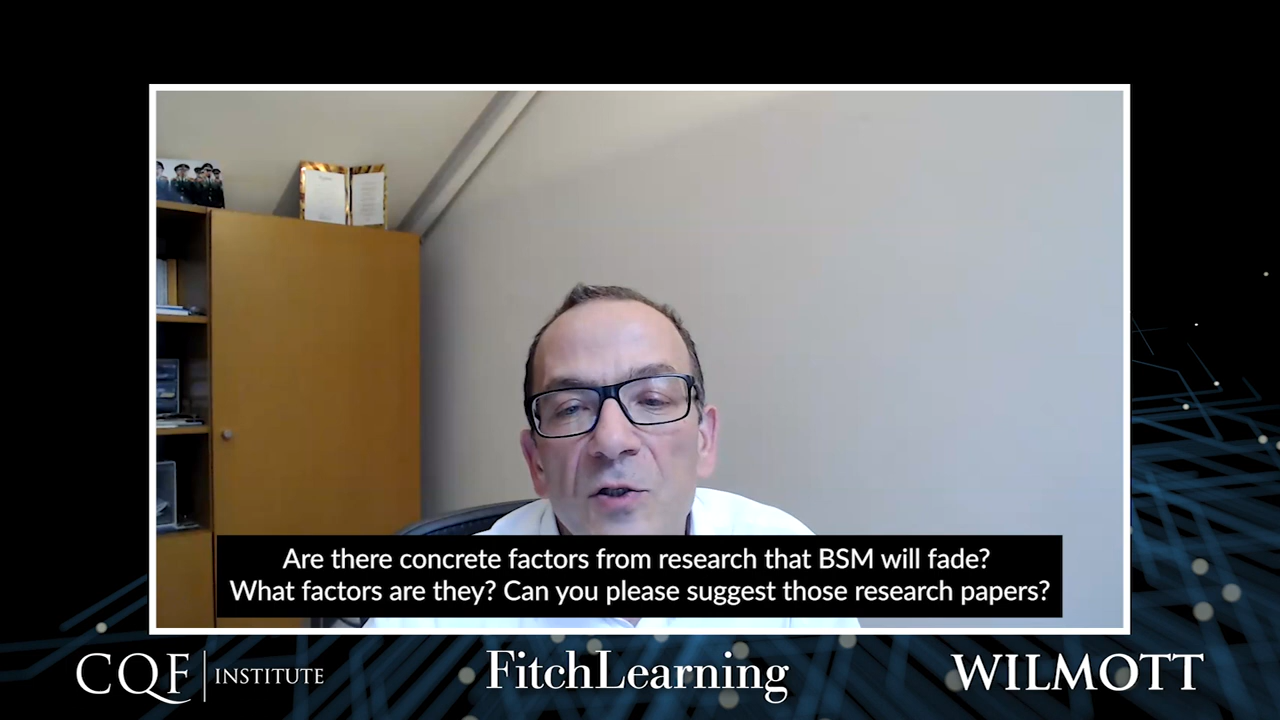 Are there concrete factors from research that BSM will fade?
What factors are they? Can you please suggest those research papers?
CQF INSTITUTE
FitchLearning
WILMOTT